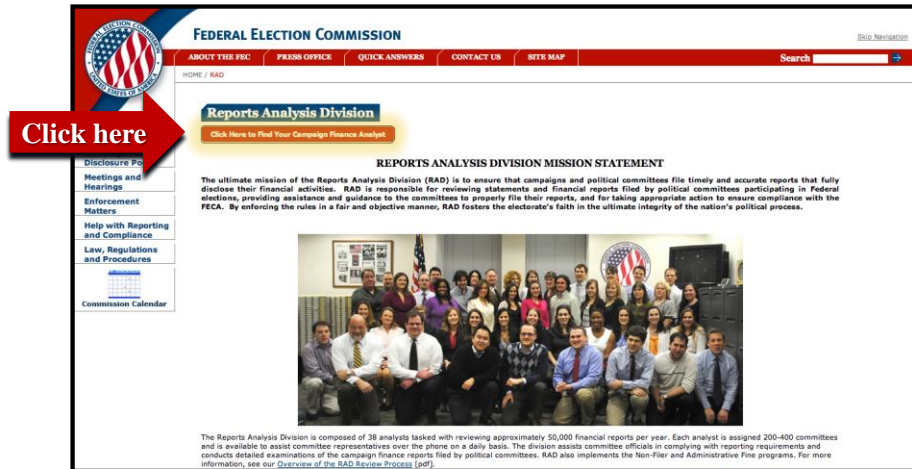 FEDERAL ELECTION COMMISSION
Skip Navigation
ABOUT THE FEC PRESS OFFICE QUICK ANSWERS CONTACT US SITE MAP Search
HOME / RAD
Reports Analysis Division
Click Here to Find Your Campaign Finance Analyst
Click here
Disclosure
Meetings and
Hearings
Enforcement
Matters
Help with Reporting
and Compliance
Law, Regulations
and Procedures
Commission Calendar
REPORTS ANALYSIS DIVISION MISSION STATEMENT
The ultimate mission of the Reports Analysis Division (RAD) is to ensure that campaigns and political committees file timely and accurate reports that fully
disclose their financial activities. RAD is responsible for reviewing statements and financial reports filed by political committees participating in Federal
elections, providing assistance and guidance to the committees to properly file their reports, and for taking appropriate action to ensure compliance with the
FECA. By enforcing the rules in a fair and objective manner, RAD fosters the electorate's faith in the ultimate integrity of the nation's political process.
The Reports Analysis Division is composed of 38 analysts tasked with reviewing approximately 50,000 financial reports per year. Each analyst is assigned 200-400 committees
and is available to assist committee representatives over the phone on a daily basis. The division assists committee officials in complying with reporting requirements and
conducts detailed examinations of the campaign finance reports filed by political committees. RAD also implements the Non-Filer and Administrative Fine programs. For more
information, see our Overview of the RAD Review Process [pdf].